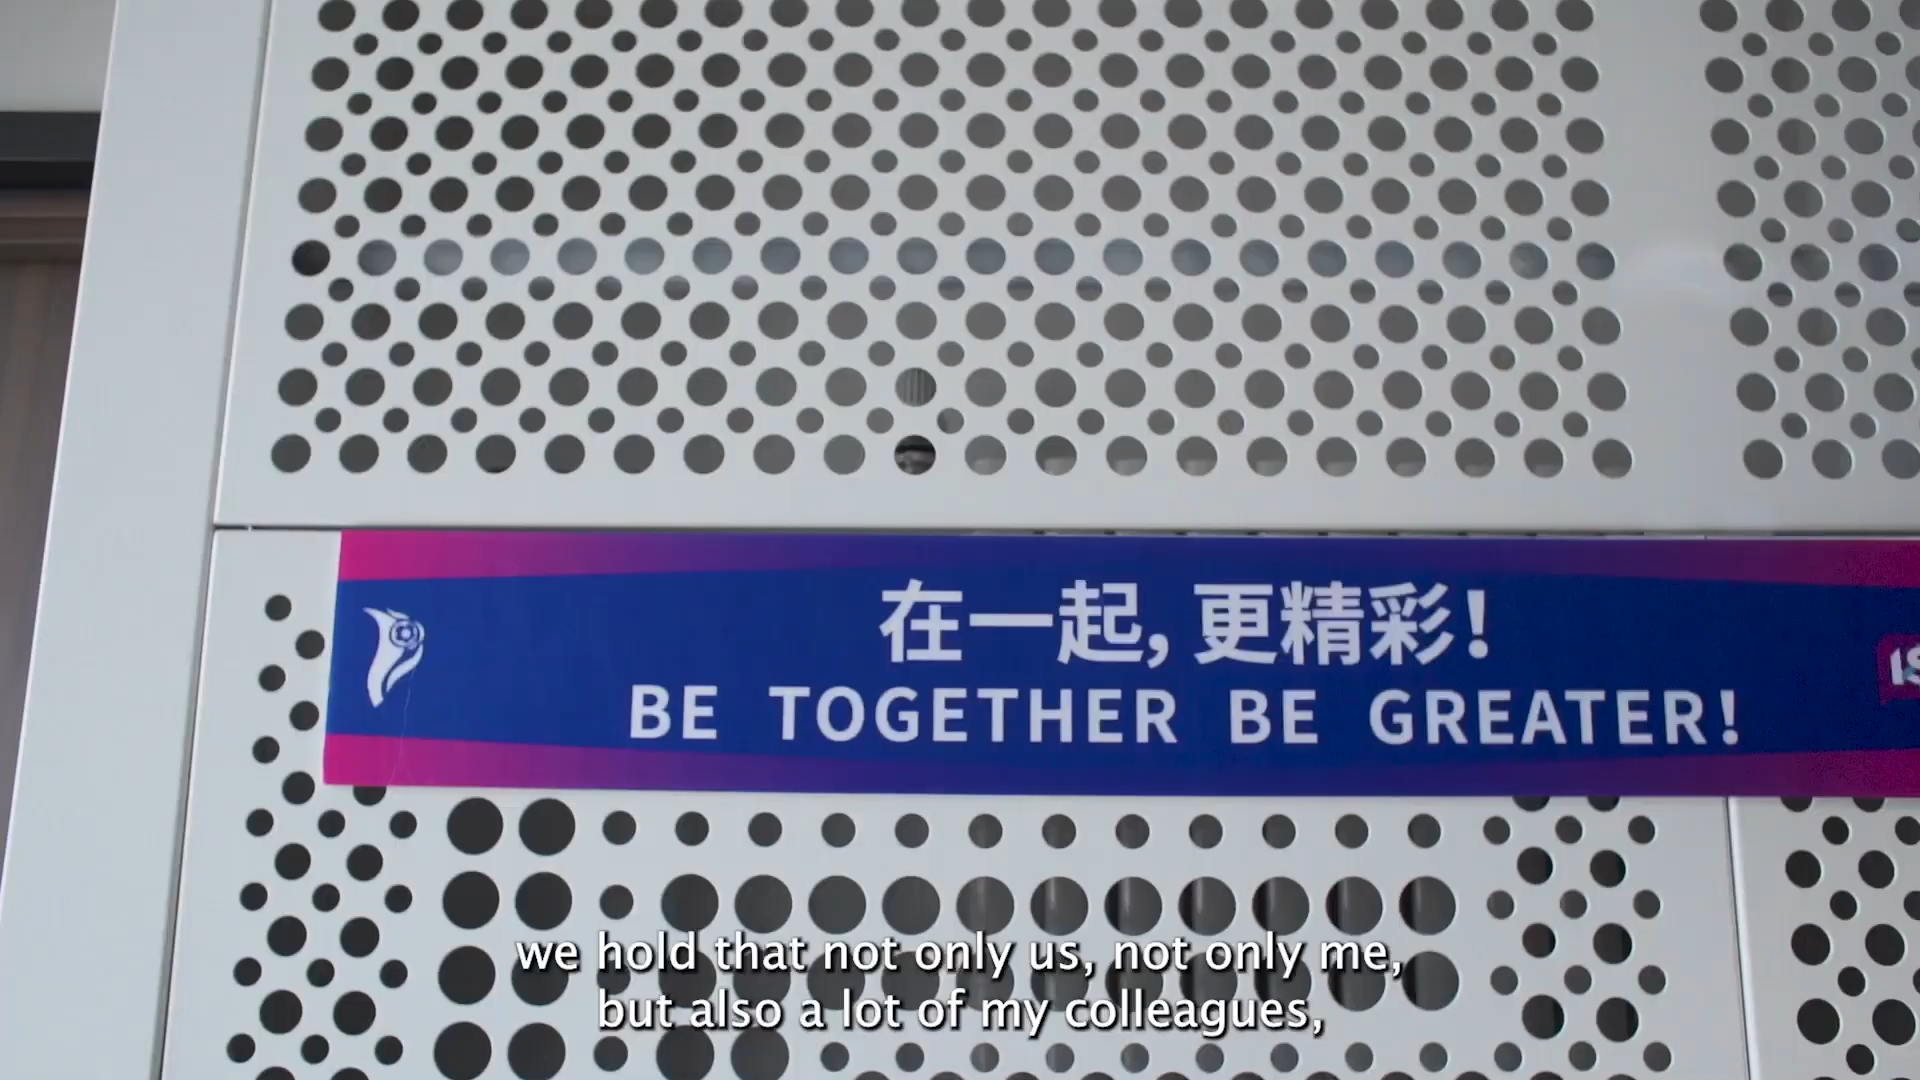 在一起,更精彩!
BE TOGETHER BE GREATER!
we hold that not only us, not only me,
but also a lot of my colleagues,